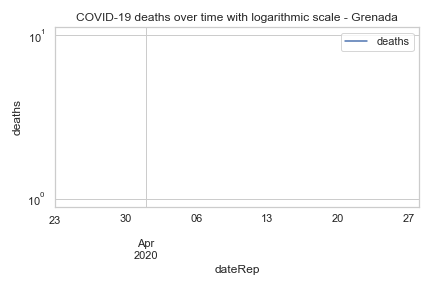 COVID-19 deaths over time with logarithmic scale - Grenada
deaths
10¹
deaths
10⁰
23 30 06 13 20 27
Apr
2020
dateRep